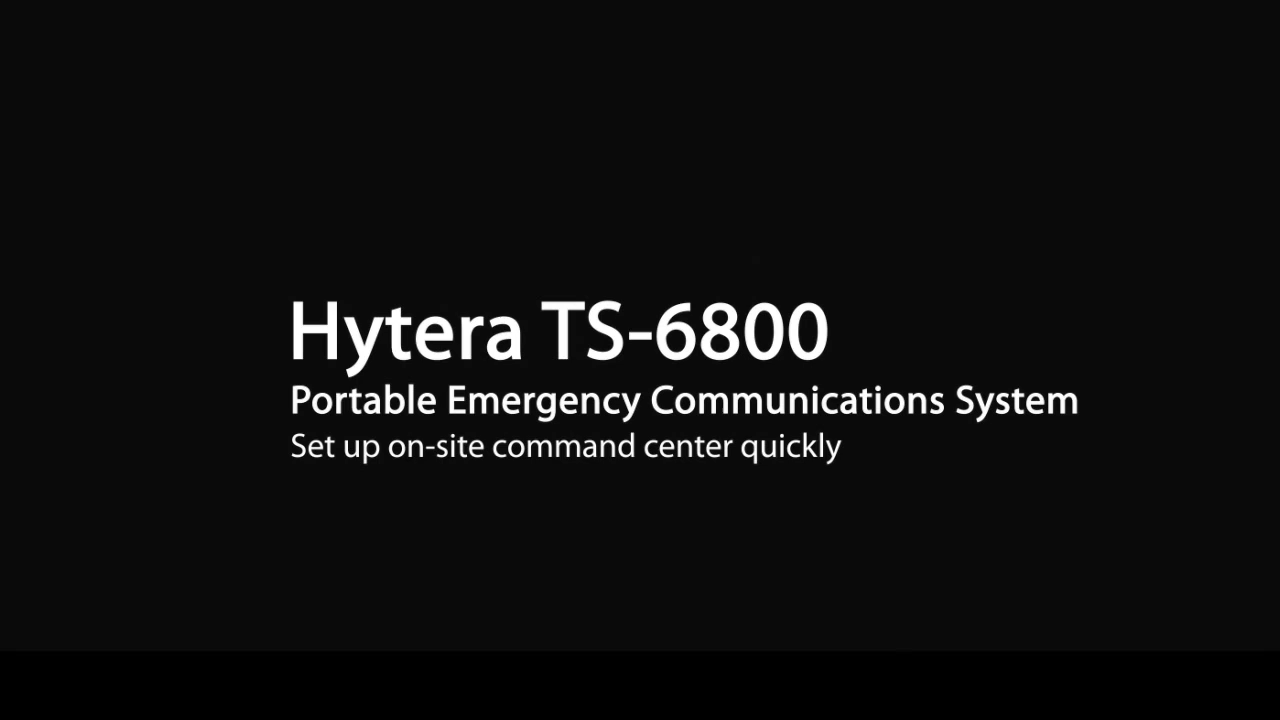 Hytera TS-6800
Portable Emergency Communications System
Set up on-site command center quickly